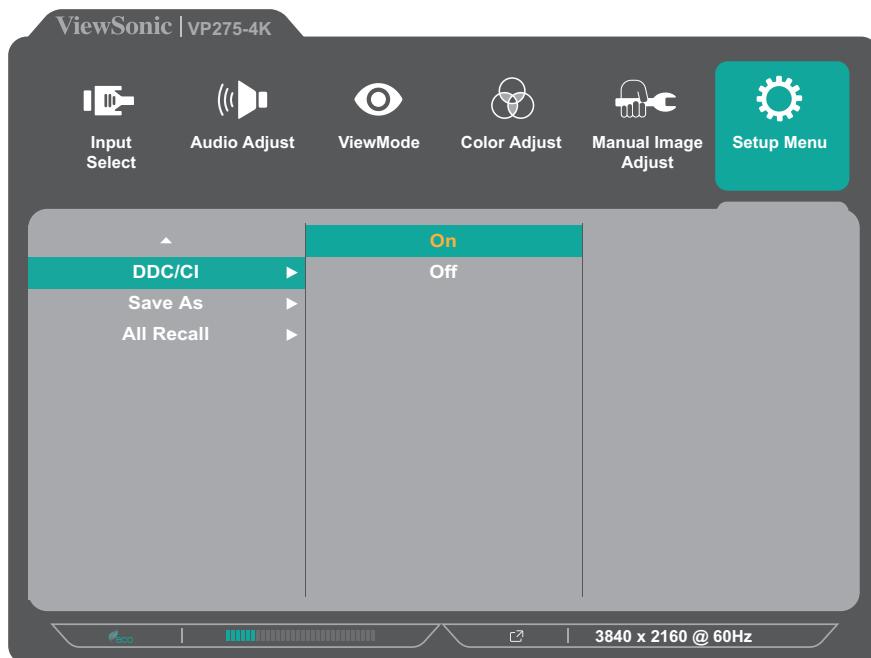 ViewSonic | VP275-4K
Input Select
Audio Adjust
ViewMode
Color Adjust
Manual Image Adjust
Setup Menu
DDC/CI
Save As
All Recall
On
Off
eco
3840 x 2160 @ 60Hz